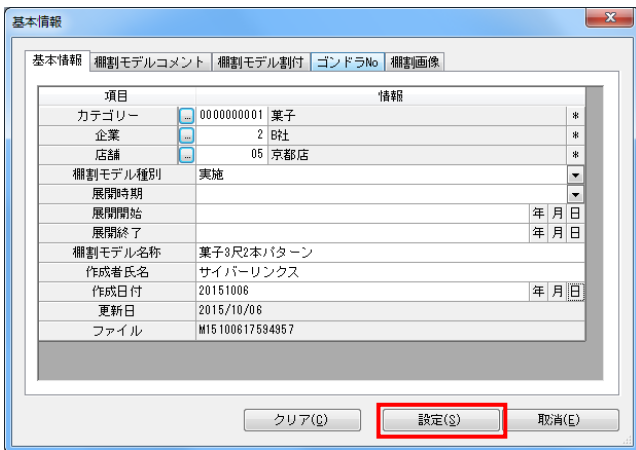 基本情報
基本情報 棚割モデルコメント 棚割モデル割付 ゴンドラNo 棚割画像
項目 情報
カテゴリー ... 0000000001 菓子 *
企業 ... 2 B社 *
店舗 ... 05 京都店 *
棚割モデル種別 実施
展開時期
展開開始 年 月 日
展開終了 年 月 日
棚割モデル名称 菓子3尺2本パターン
作成者氏名 サイバーリンクス
作成日付 20151006 年 月 日
更新日 2015/10/06
ファイル M15100617594957
クリア(C) 設定(S) 取消(E)